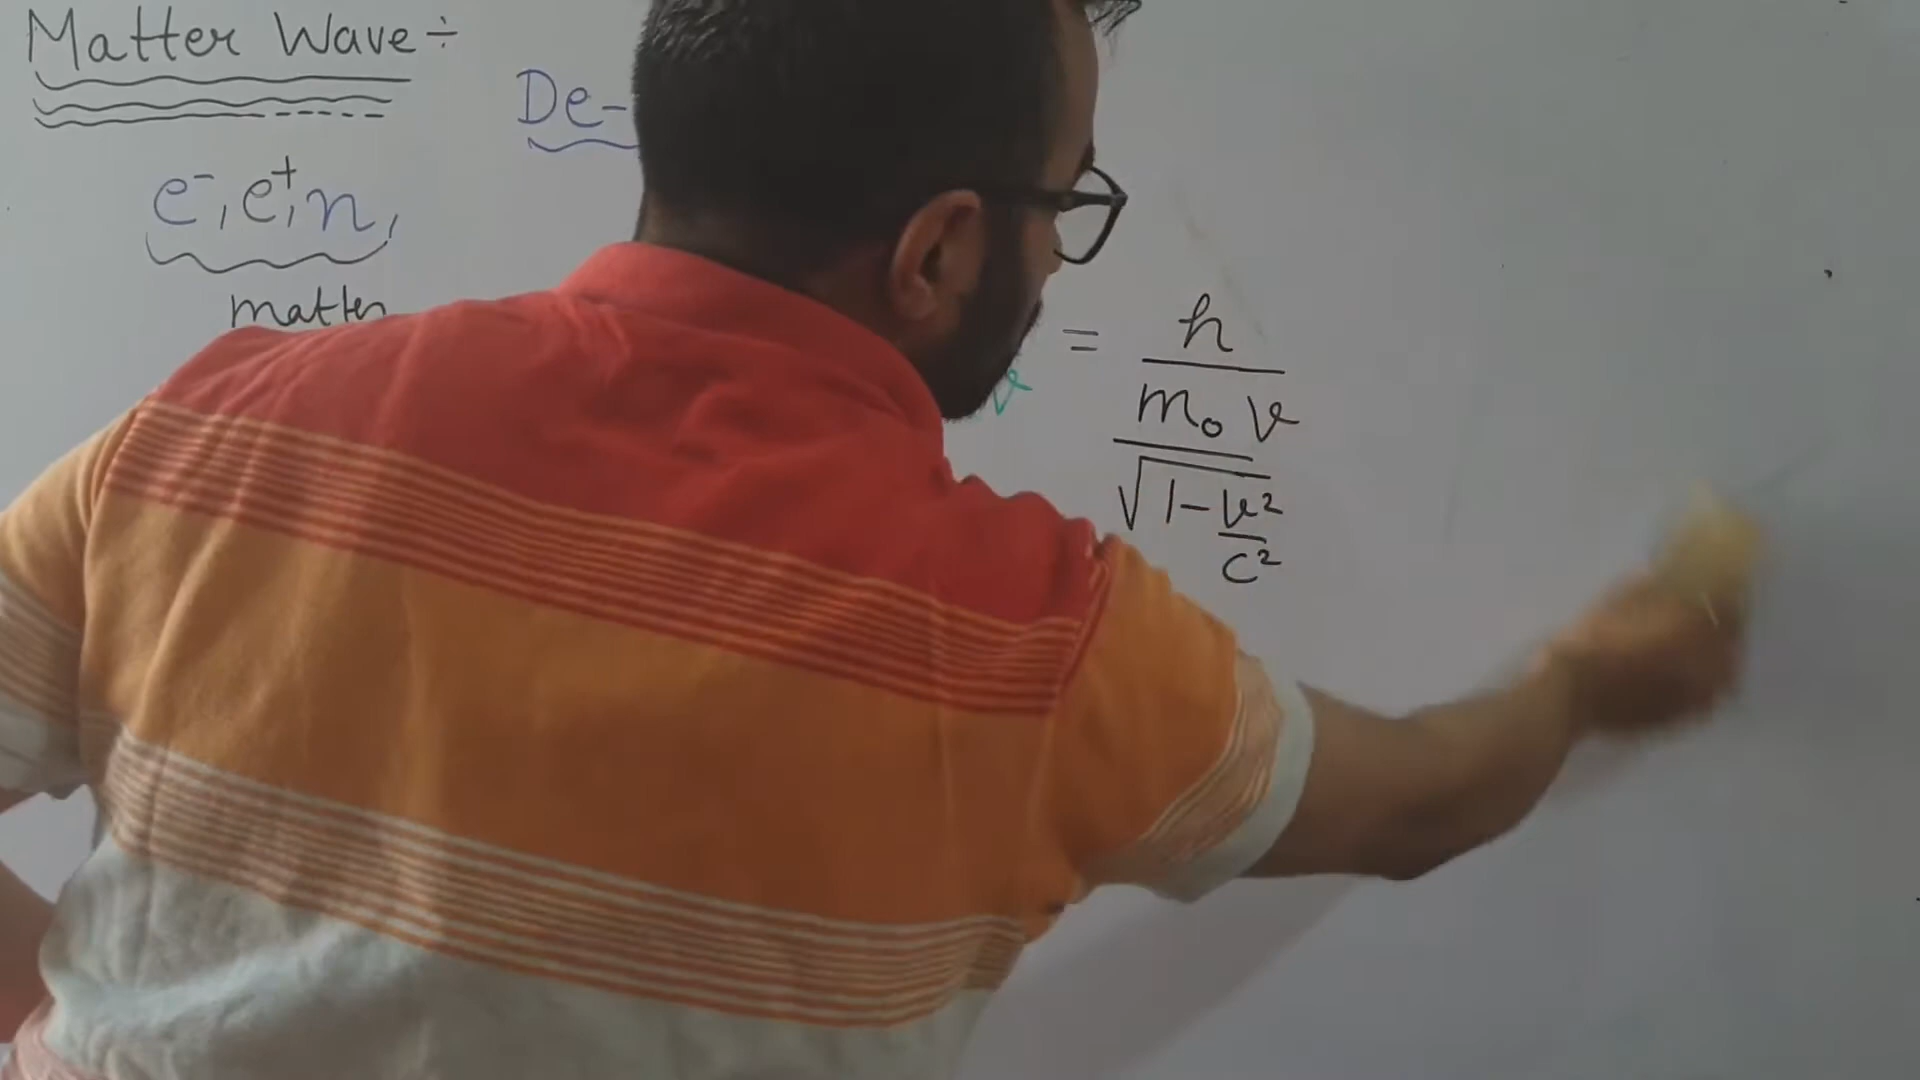 Matter Wave ÷
De-
e⁻, e⁺, n,
matter
v = h
m₀ v
√1-v²
c²